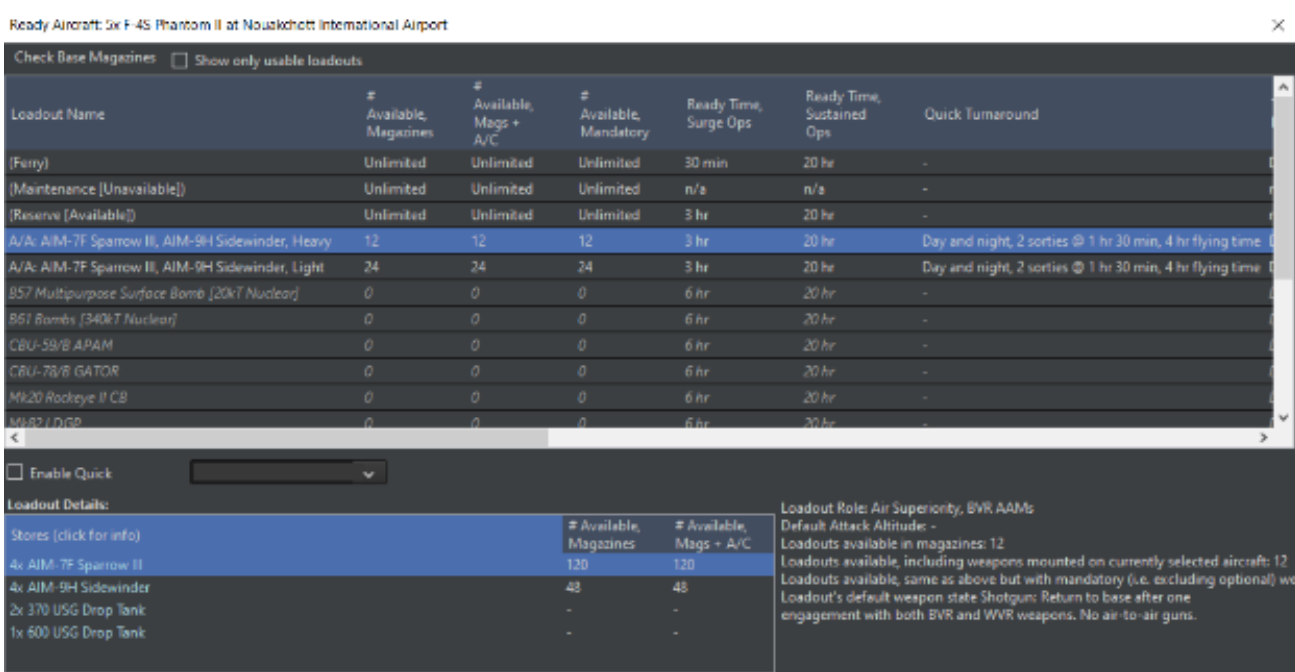 Ready Aircraft: 5x F-4S Phantom II at Nouakchott International Airport
Check Base Magazines Show only usable loadouts
Loadout Name # Available, Magazines # Available, Mags + A/C # Available, Mandatory Ready Time, Surge Ops Ready Time, Sustained Ops Quick Turnaround
(Ferry) Unlimited Unlimited Unlimited 30 min 20 hr -
(Maintenance [Unavailable]) Unlimited Unlimited Unlimited n/a n/a -
(Reserve [Available]) Unlimited Unlimited Unlimited 3 hr 20 hr -
A/A: AIM-7F Sparrow III, AIM-9H Sidewinder, Heavy 12 12 12 3 hr 20 hr Day and night, 2 sorties @ 1 hr 30 min, 4 hr flying time
A/A: AIM-7F Sparrow III, AIM-9H Sidewinder, Light 24 24 24 3 hr 20 hr Day and night, 2 sorties @ 1 hr 30 min, 4 hr flying time
B57 Multipurpose Surface Bomb [20kT Nuclear] 0 0 0 6 hr 20 hr -
B61 Bombs [340kT Nuclear] 0 0 0 6 hr 20 hr -
CBU-59/B APAM 0 0 0 6 hr 20 hr -
CBU-78/B GATOR 0 0 0 6 hr 20 hr -
Mk20 Rockeye II CB 0 0 0 6 hr 20 hr -
Mk82 LDGP 0 0 0 6 hr 20 hr -
Enable Quick
Loadout Details:
Stores (click for info) # Available, Magazines # Available, Mags + A/C
4x AIM-7F Sparrow III 120 120
4x AIM-9H Sidewinder 48 48
2x 370 USG Drop Tank - -
1x 600 USG Drop Tank - -
Loadout Role: Air Superiority, BVR AAMs
Default Attack Altitude: -
Loadouts available in magazines: 12
Loadouts available, including weapons mounted on currently selected aircraft: 12
Loadouts available, same as above but with mandatory (i.e. excluding optional) we
Loadout's default weapon state Shotgun: Return to base after one
engagement with both BVR and WVR weapons. No air-to-air guns.